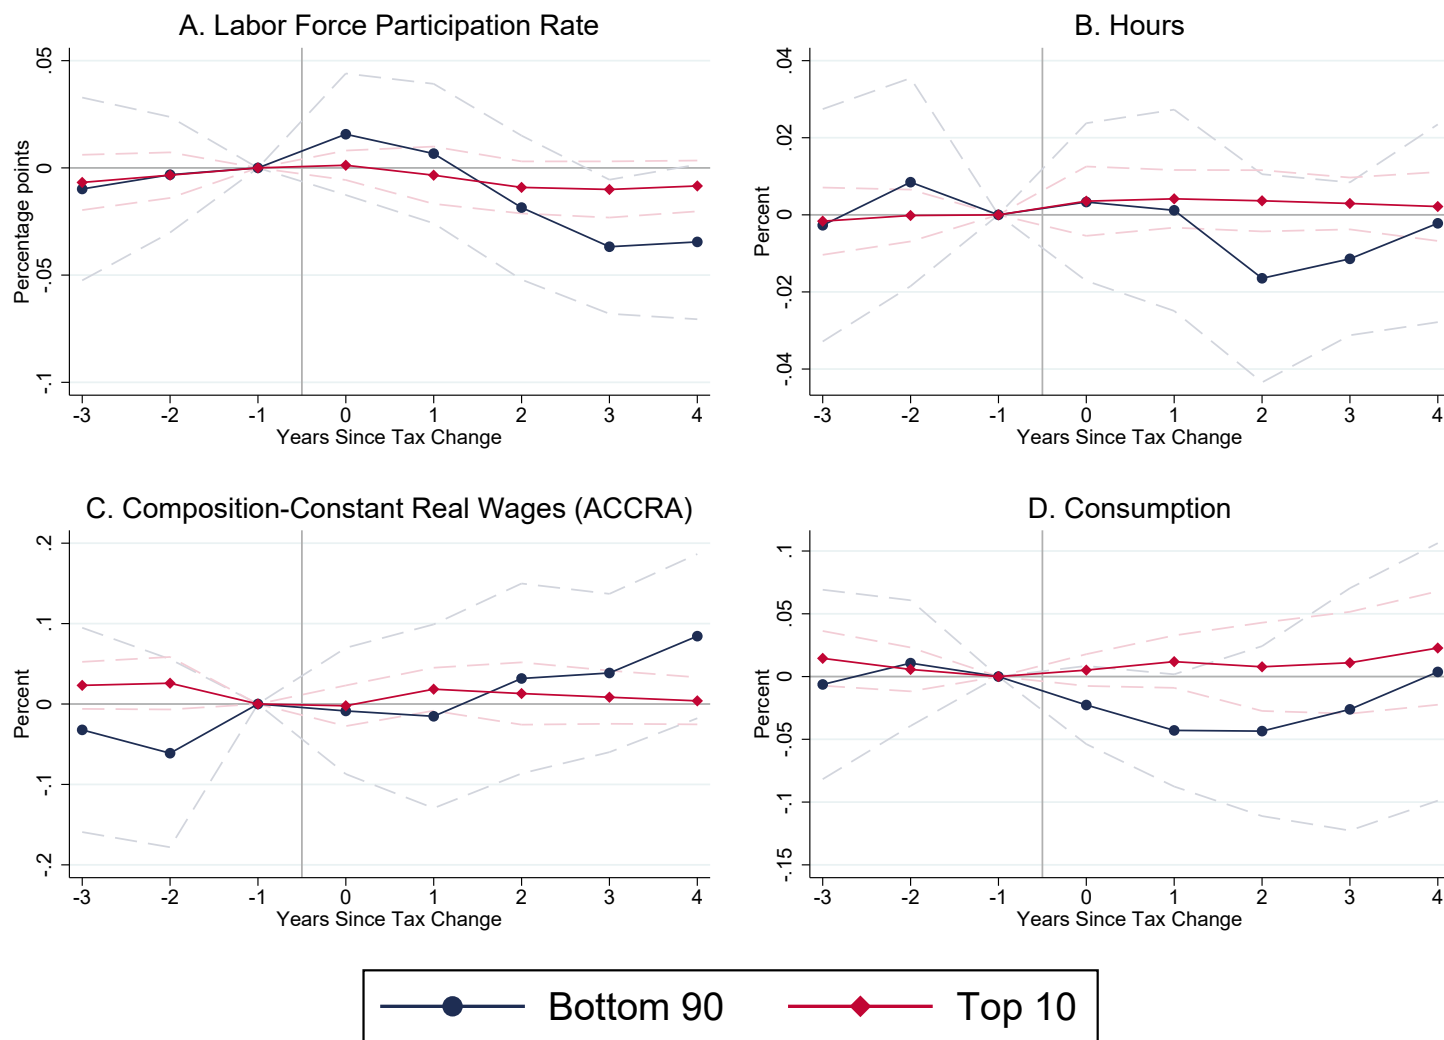 A. Labor Force Participation Rate
Percentage points
.05
0
-.05
-.1
-3 -2 -1 0 1 2 3 4
Years Since Tax Change
B. Hours
Percent
.04
.02
0
-.02
-.04
-3 -2 -1 0 1 2 3 4
Years Since Tax Change
C. Composition-Constant Real Wages (ACCRA)
Percent
.2
.1
0
-.1
-.2
-3 -2 -1 0 1 2 3 4
Years Since Tax Change
D. Consumption
Percent
.1
.05
0
-.05
-.1
-.15
-3 -2 -1 0 1 2 3 4
Years Since Tax Change
Bottom 90 Top 10